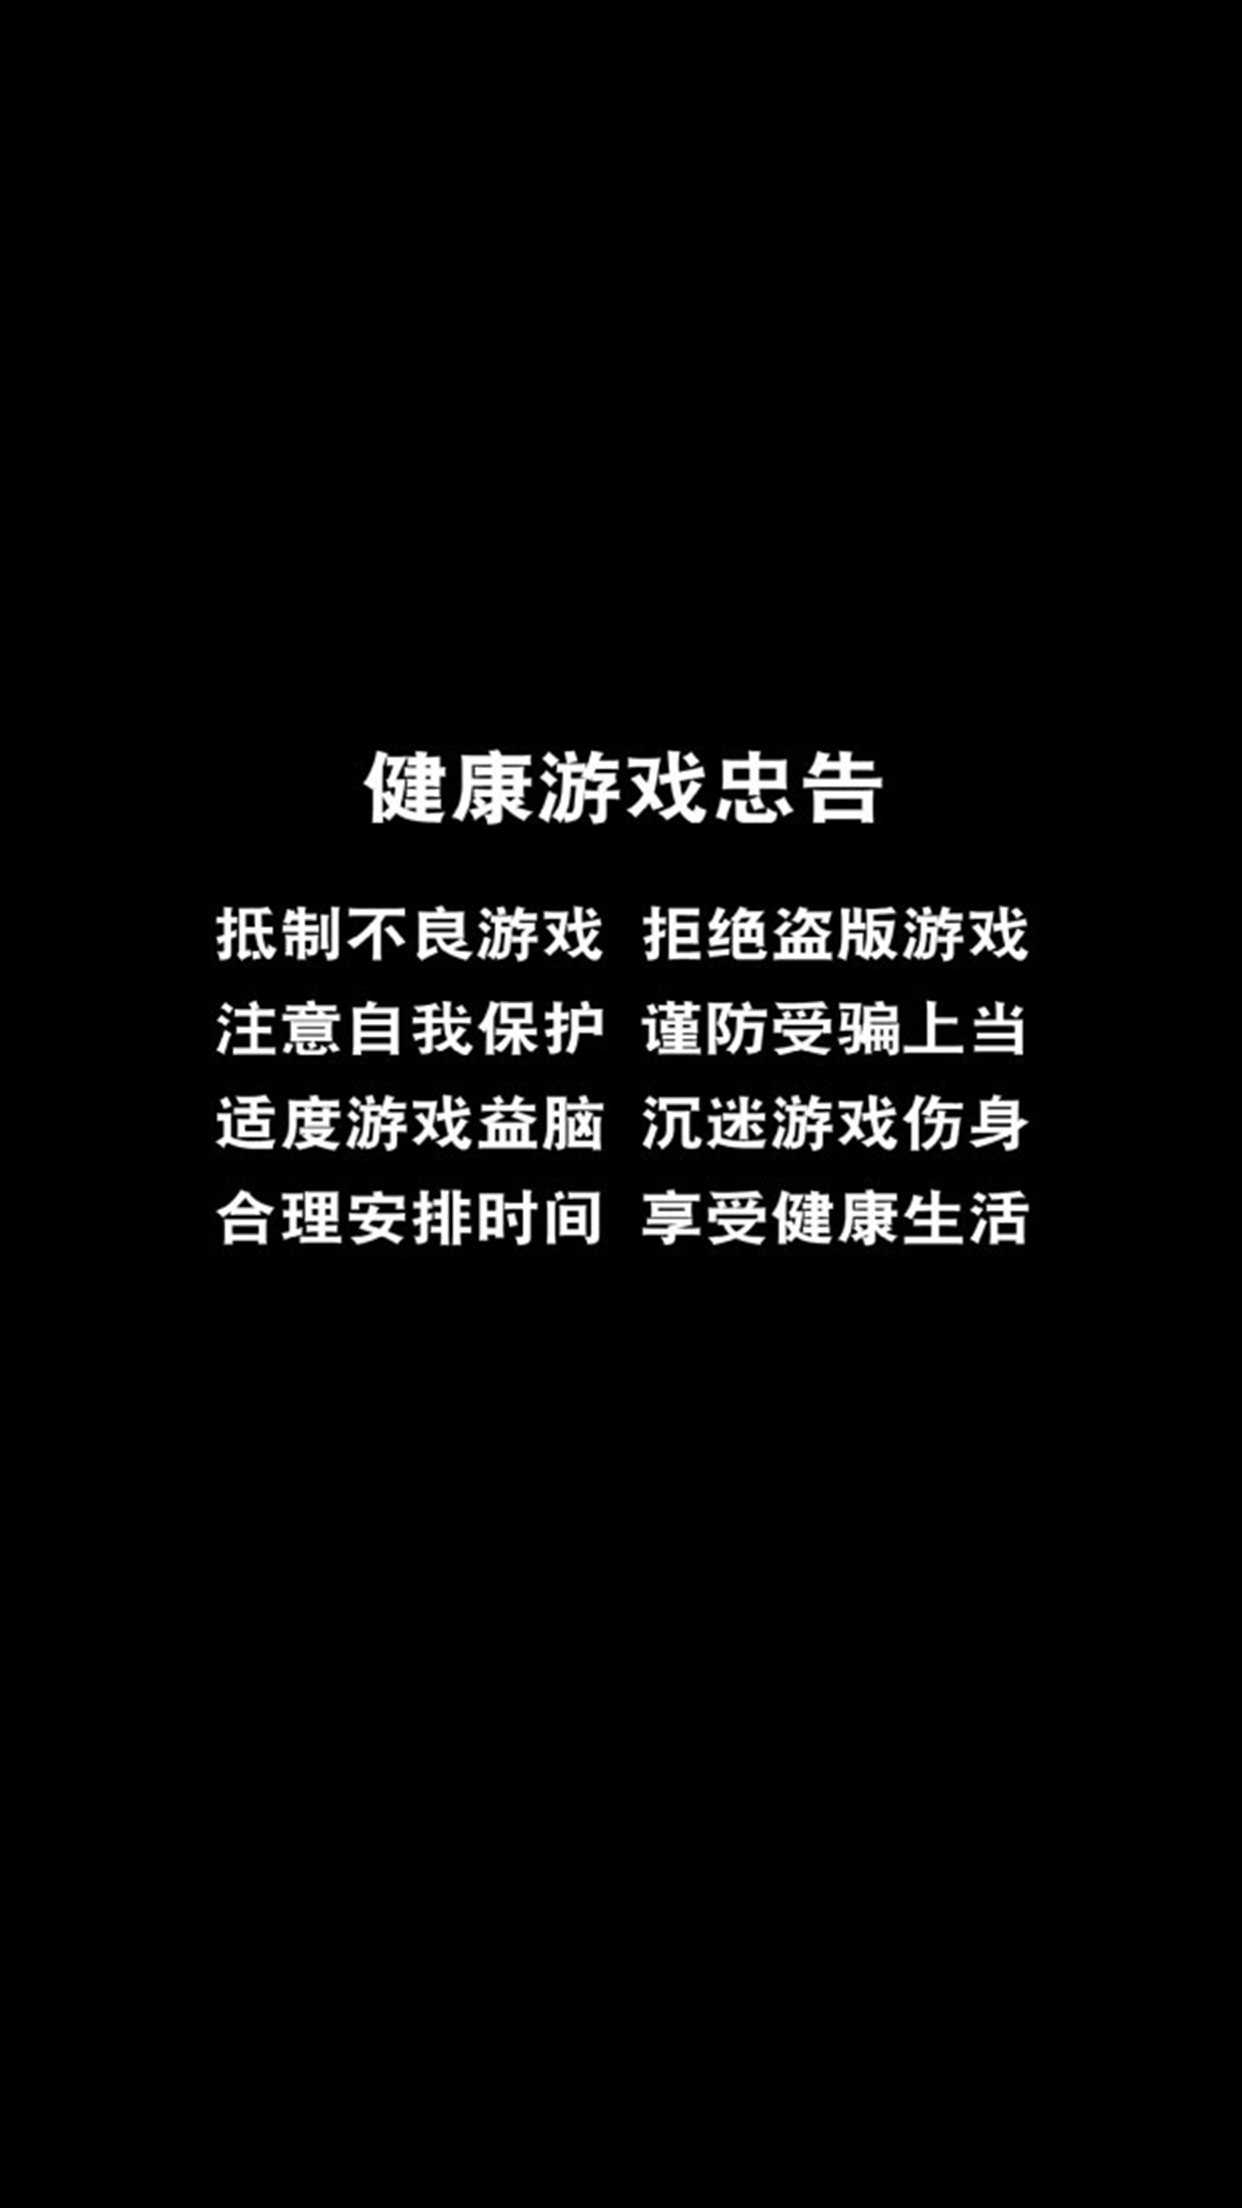 健康游戏忠告
抵制不良游戏 拒绝盗版游戏
注意自我保护 谨防受骗上当
适度游戏益脑 沉迷游戏伤身
合理安排时间 享受健康生活